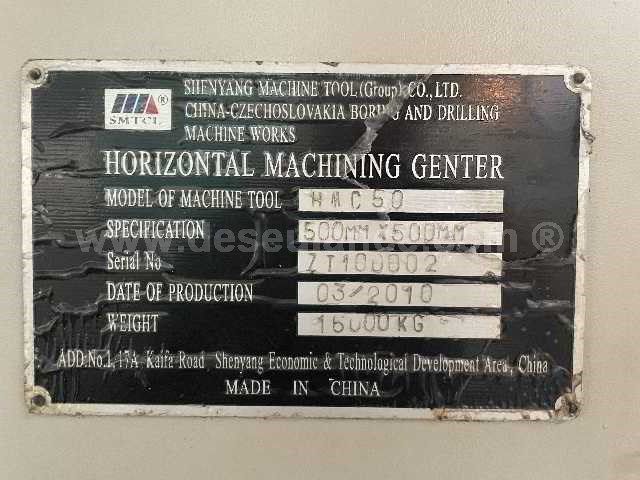 SHENYANG MACHINE TOOL (Group) CO., LTD.
CHINA-CZECHOSLOVAKIA BORING AND DRILLING
MACHINE WORKS
SMTCL ®
HORIZONTAL MACHINING GENTER
MODEL OF MACHINE TOOL HMC50
SPECIFICATION 500MM X500MM
Serial No ZT100002
DATE OF PRODUCTION 03/2010
WEIGHT 16000KG
ADD:No.1, 17A Kaifa Road, Shenyang Economic & Technological Development Area, China
MADE IN CHINA